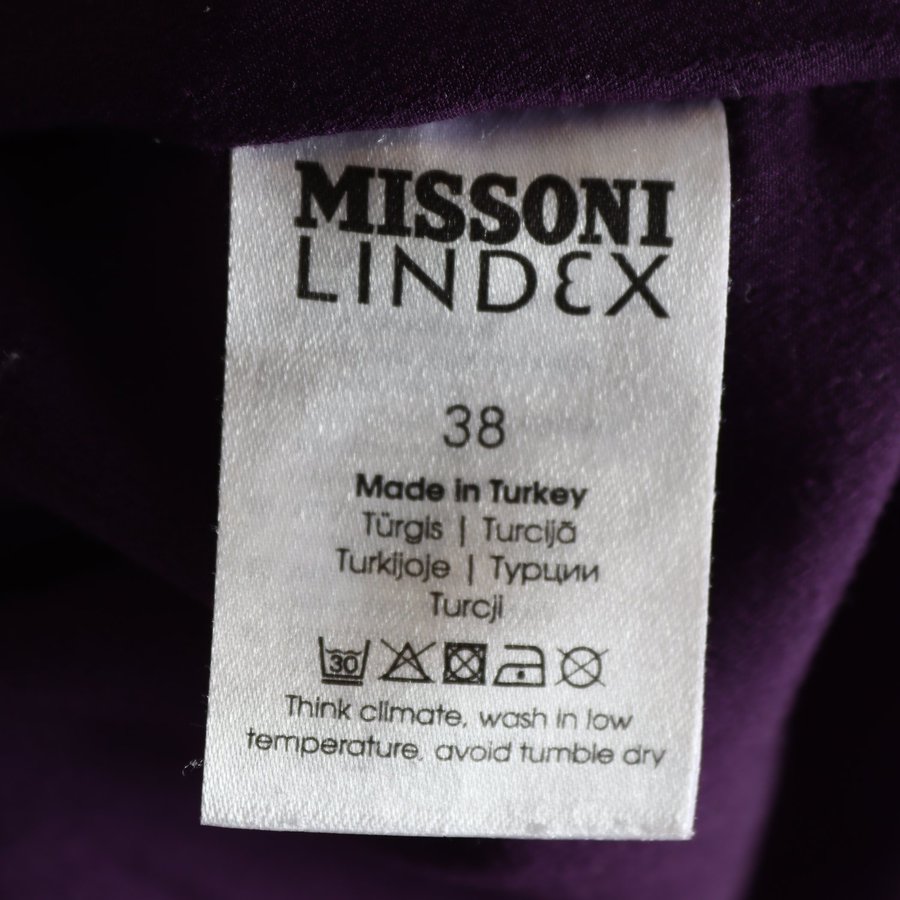 MISSONI
LINDEX
38
Made in Turkey
Türgis | Turcijā
Turkijoje | Турции
Turcji
30
Think climate, wash in low
temperature, avoid tumble dry